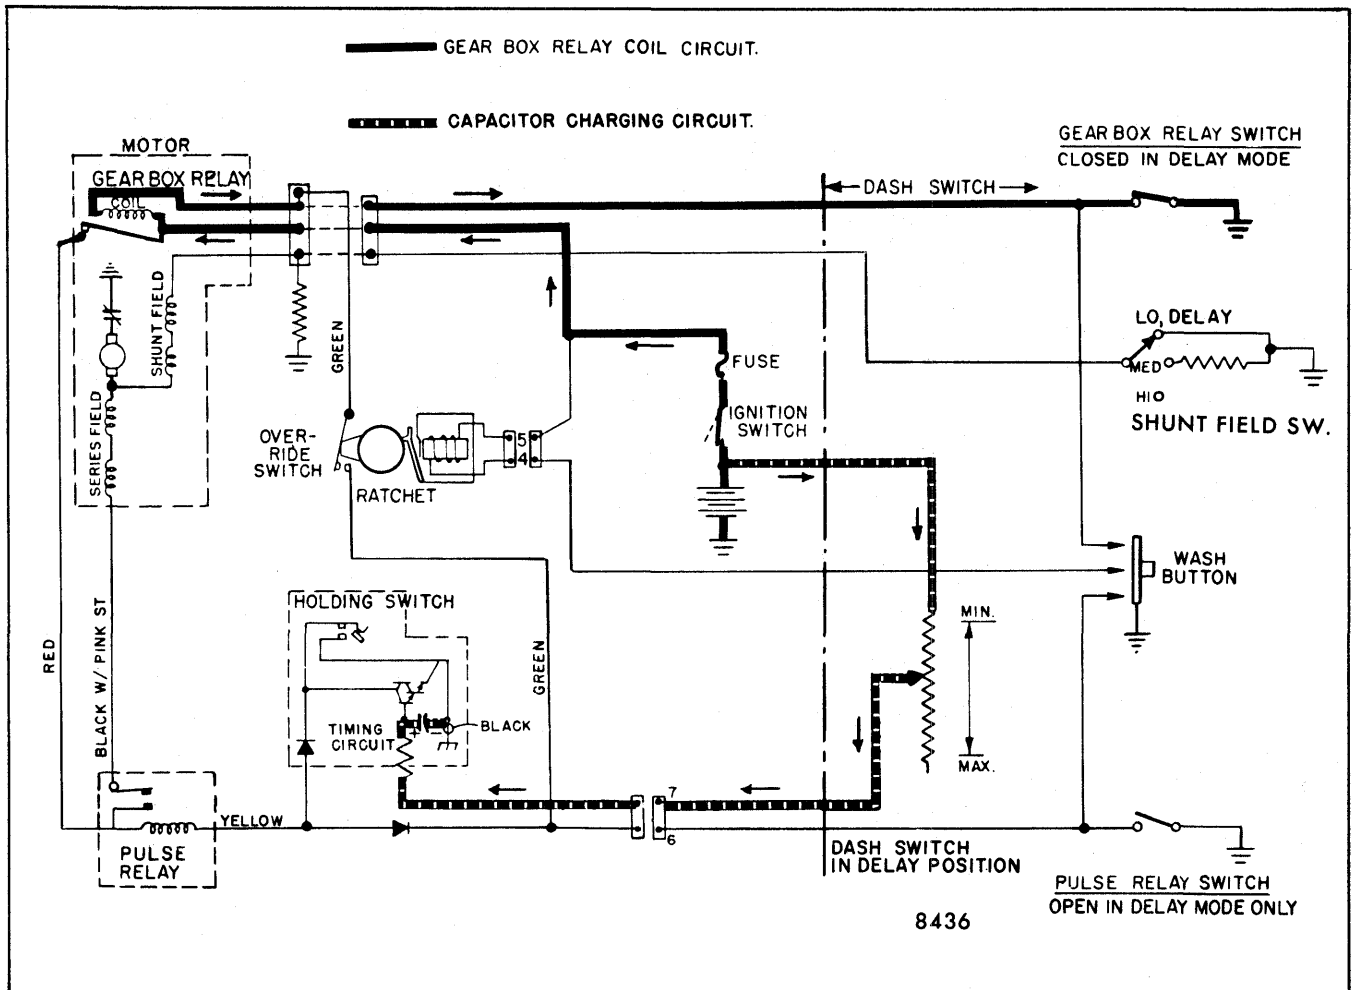 GEAR BOX RELAY COIL CIRCUIT.
CAPACITOR CHARGING CIRCUIT.
MOTOR
GEAR BOX RELAY
COIL
DASH SWITCH
GEAR BOX RELAY SWITCH
CLOSED IN DELAY MODE
SHUNT FIELD
GREEN
FUSE
LO, DELAY
MED
HI
SHUNT FIELD SW.
IGNITION
SWITCH
SERIES FIELD
OVER-
RIDE
SWITCH
RATCHET
5
4
WASH
BUTTON
HOLDING SWITCH
MIN.
MAX.
RED
BLACK W/ PINK ST
GREEN
TIMING
CIRCUIT
+
-
BLACK
7
6
YELLOW
PULSE
RELAY
DASH SWITCH
IN DELAY POSITION
PULSE RELAY SWITCH
OPEN IN DELAY MODE ONLY
8436